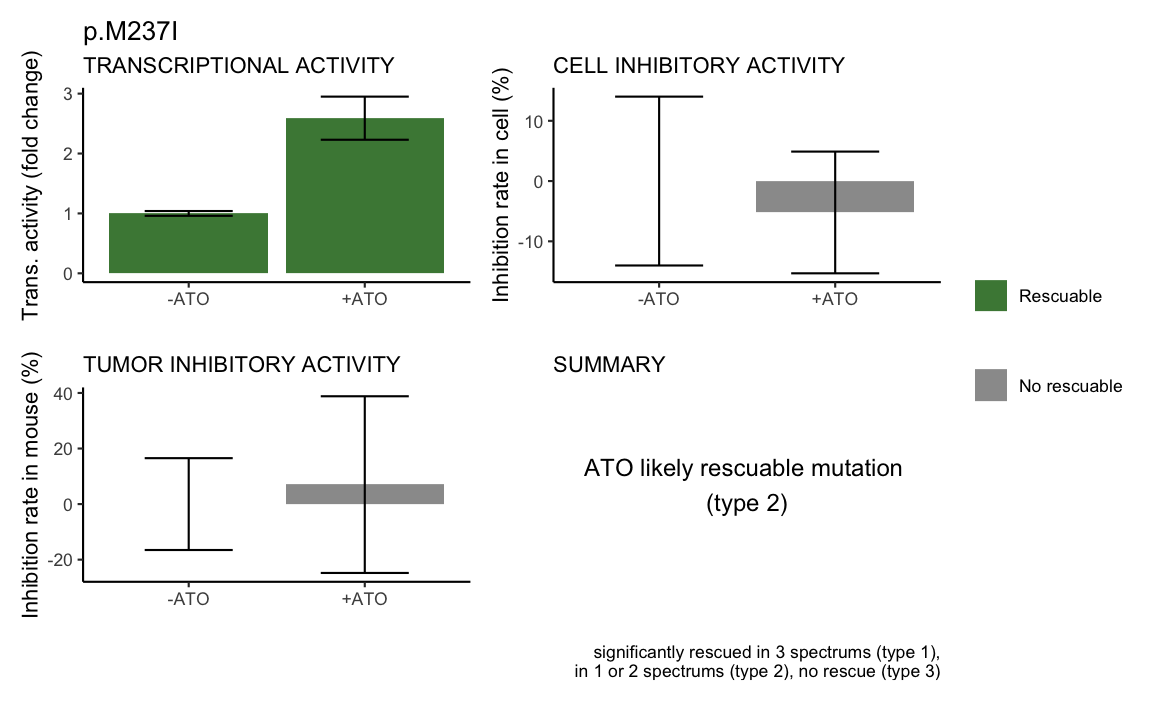 p.M237I
TRANSCRIPTIONAL ACTIVITY
Trans. activity (fold change)
3
2
1
0
-ATO
+ATO
CELL INHIBITORY ACTIVITY
Inhibition rate in cell (%)
10
0
-10
-ATO
+ATO
Rescuable
No rescuable
TUMOR INHIBITORY ACTIVITY
Inhibition rate in mouse (%)
40
20
0
-20
-ATO
+ATO
SUMMARY
ATO likely rescuable mutation
(type 2)
significantly rescued in 3 spectrums (type 1),
in 1 or 2 spectrums (type 2), no rescue (type 3)